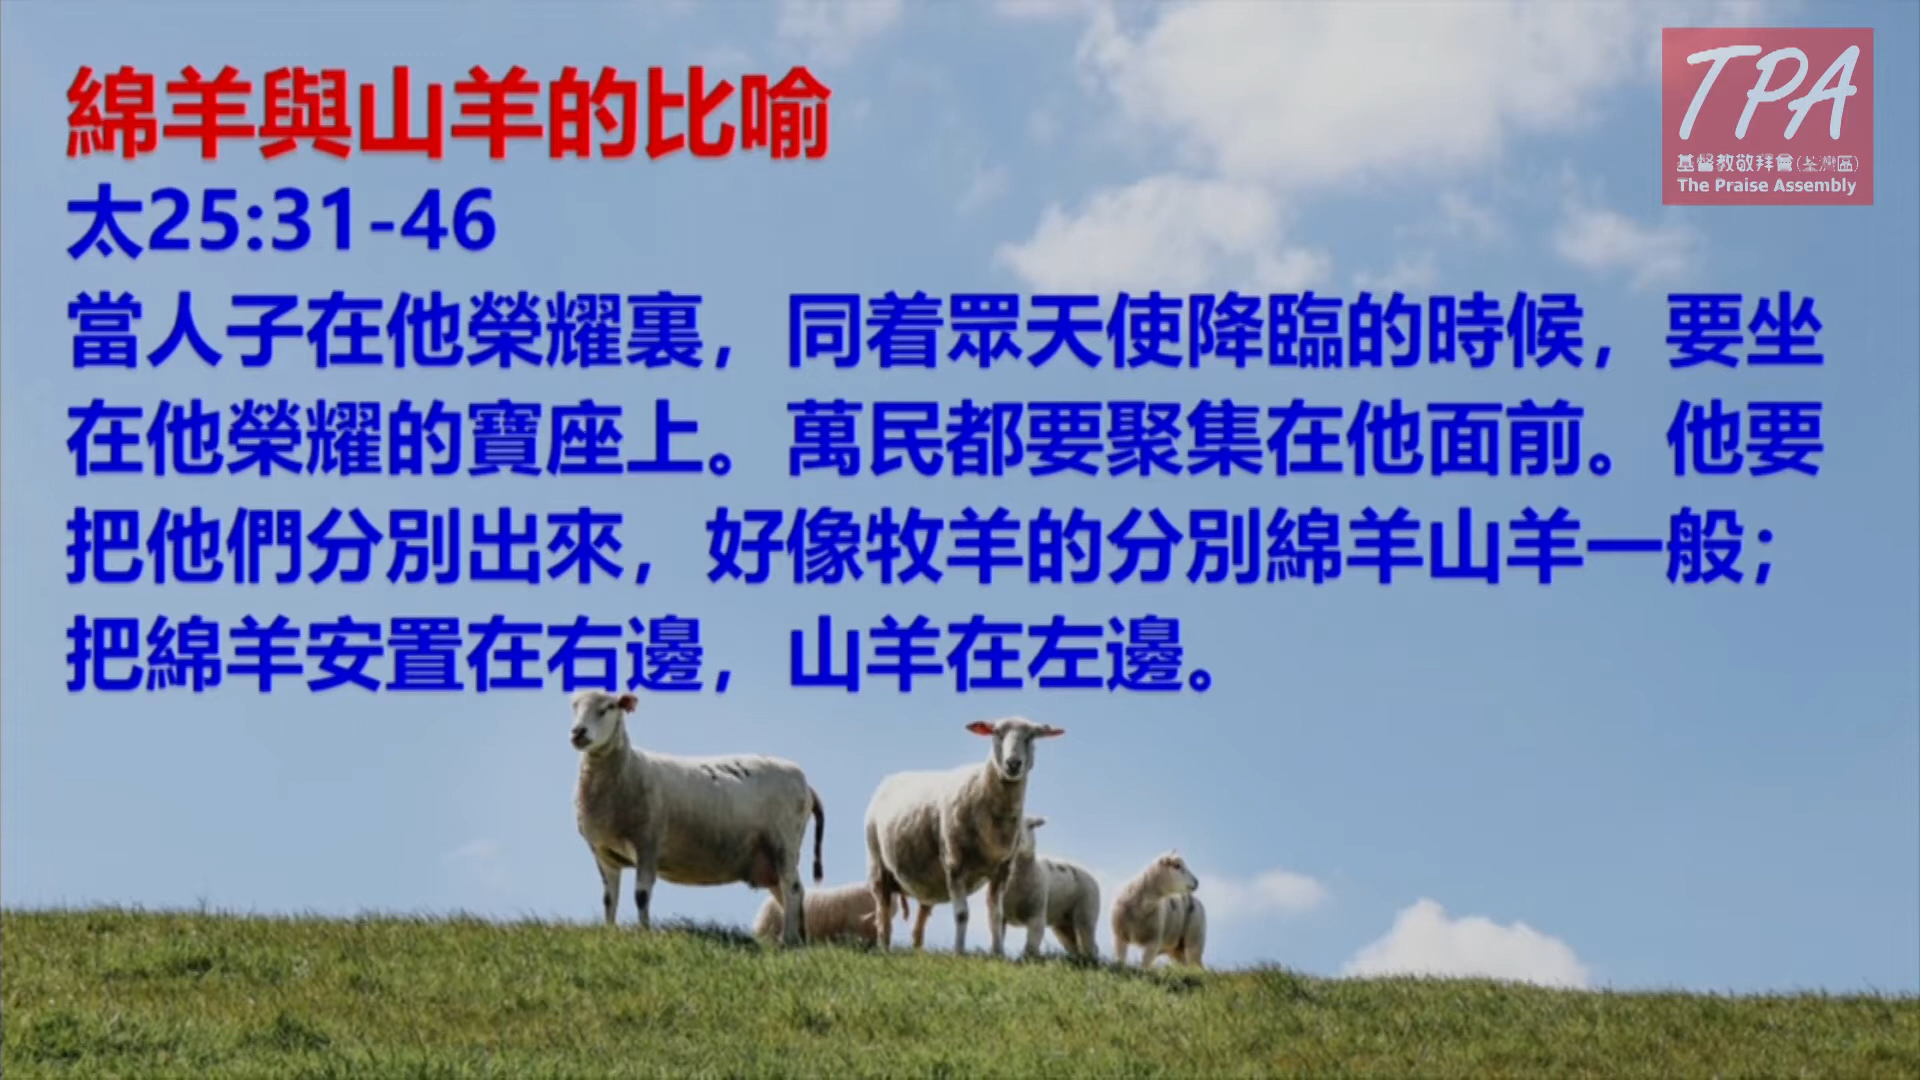 綿羊與山羊的比喻
太25:31-46
當人子在他榮耀裏，同着眾天使降臨的時候，要坐
在他榮耀的寶座上。萬民都要聚集在他面前。他要
把他們分別出來，好像牧羊的分別綿羊山羊一般；
把綿羊安置在右邊，山羊在左邊。
TPA
基督教敬拜會(荃灣區)
The Praise Assembly